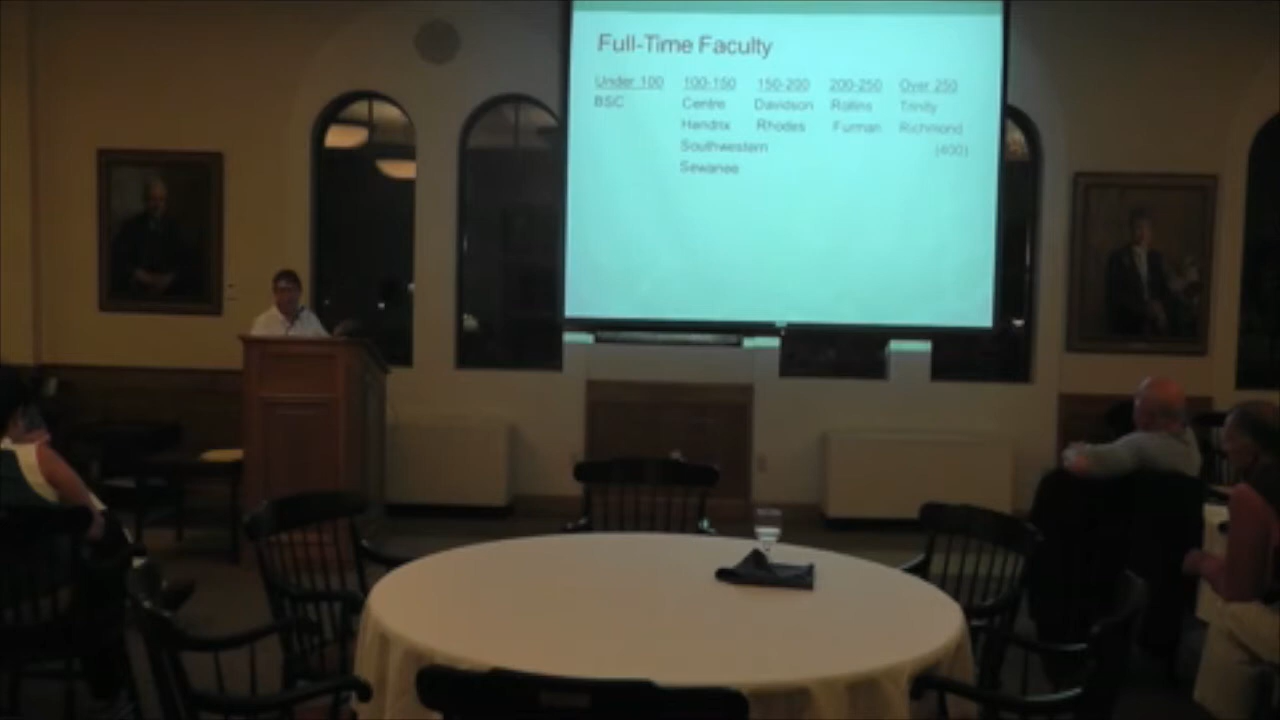 Full-Time Faculty
Under 100 100-150 150-200 200-250 Over 250
BSC Centre Davidson Rollins Trinity
Hendrix Rhodes Furman Richmond
Southwestern (400)
Sewanee